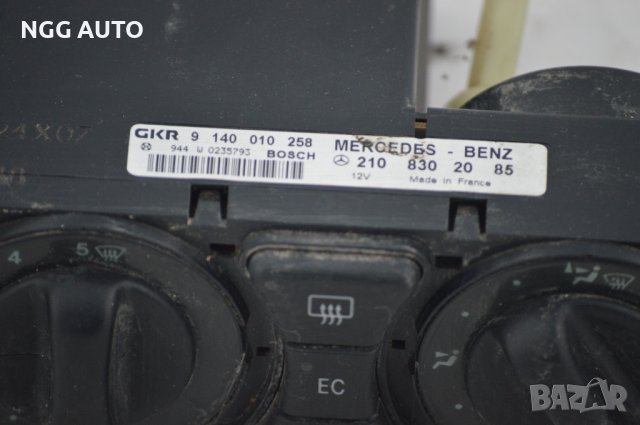 NGG AUTO
24X07
GKR 9 140 010 258 MERCEDES - BENZ
944 W 0235793 BOSCH 210 830 20 85
12V Made in France
4 5
EC
BAZAR